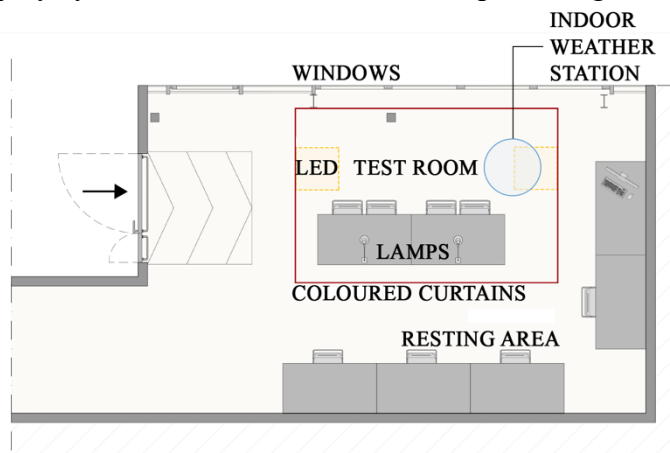 INDOOR
WEATHER
STATION
WINDOWS
LED TEST ROOM
LAMPS
COLOURED CURTAINS
RESTING AREA